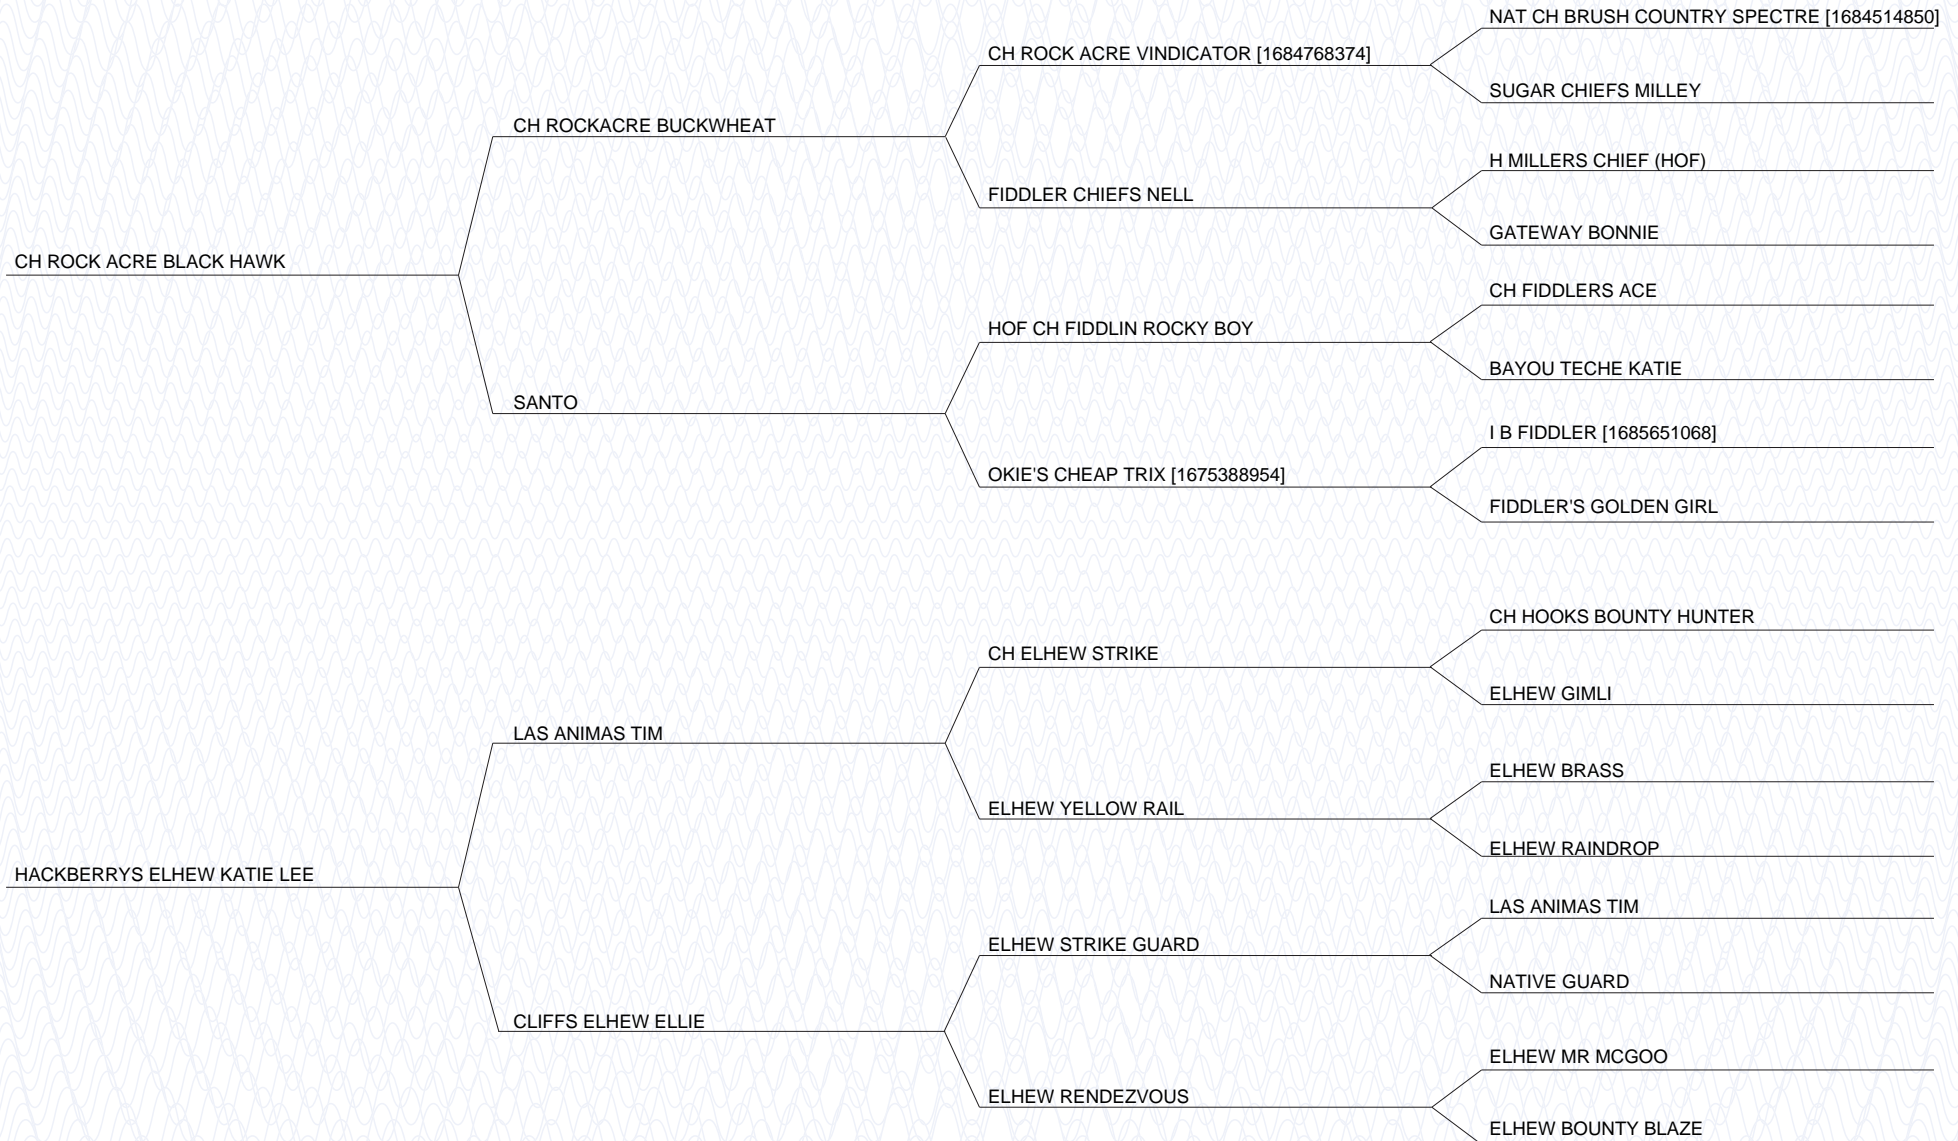 NAT CH BRUSH COUNTRY SPECTRE [1684514850]
CH ROCK ACRE VINDICATOR [1684768374]
SUGAR CHIEFS MILLEY
CH ROCKACRE BUCKWHEAT
H MILLERS CHIEF (HOF)
FIDDLER CHIEFS NELL
GATEWAY BONNIE
CH ROCK ACRE BLACK HAWK
CH FIDDLERS ACE
HOF CH FIDDLIN ROCKY BOY
BAYOU TECHE KATIE
SANTO
I B FIDDLER [1685651068]
OKIE'S CHEAP TRIX [1675388954]
FIDDLER'S GOLDEN GIRL
CH HOOKS BOUNTY HUNTER
CH ELHEW STRIKE
ELHEW GIMLI
LAS ANIMAS TIM
ELHEW BRASS
ELHEW YELLOW RAIL
ELHEW RAINDROP
HACKBERRYS ELHEW KATIE LEE
LAS ANIMAS TIM
ELHEW STRIKE GUARD
NATIVE GUARD
CLIFFS ELHEW ELLIE
ELHEW MR MCGOO
ELHEW RENDEZVOUS
ELHEW BOUNTY BLAZE